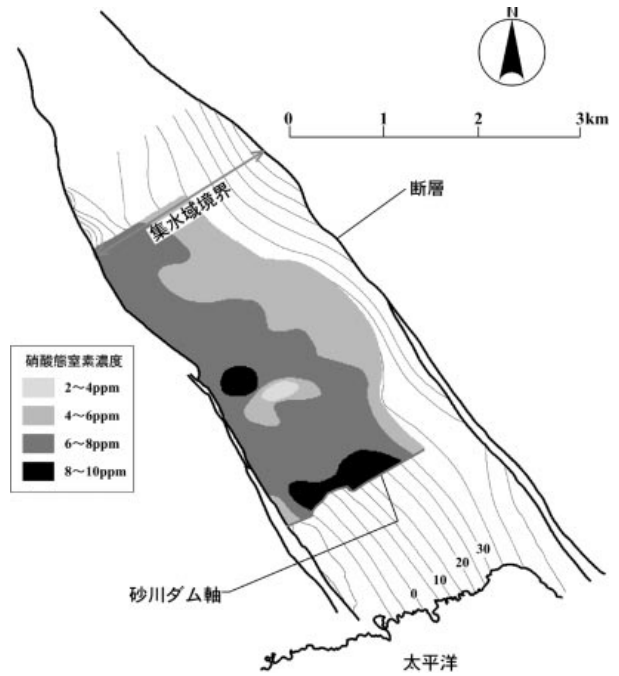 N
0 1 2 3km
断層
集水域境界
硝酸態窒素濃度
2～4ppm
4～6ppm
6～8ppm
8～10ppm
30
20
10
0
砂川ダム軸
太平洋